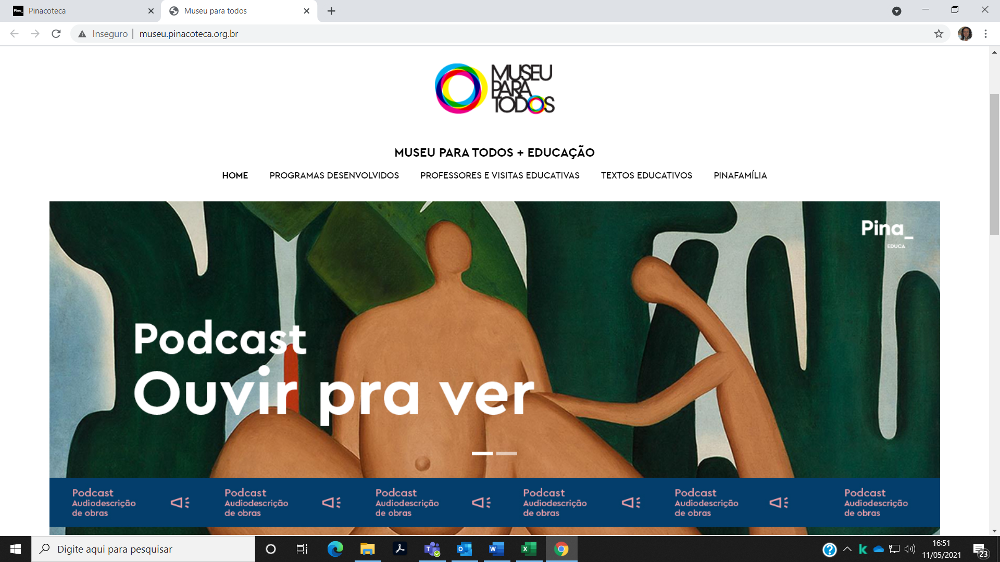 Pina_ Pinacoteca
Museu para todos
Inseguro | museu.pinacoteca.org.br
MUSEU
PARA
TODOS
MUSEU PARA TODOS + EDUCAÇÃO
HOME PROGRAMAS DESENVOLVIDOS PROFESSORES E VISITAS EDUCATIVAS TEXTOS EDUCATIVOS PINAFAMÍLIA
Pina_
EDUCA
Podcast
Ouvir pra ver
Podcast
Audiodescrição
de obras
Podcast
Audiodescrição
de obras
Podcast
Audiodescrição
de obras
Podcast
Audiodescrição
de obras
Podcast
Audiodescrição
de obras
Podcast
Audiodescrição
de obras
Digite aqui para pesquisar
16:51
11/05/2021
23